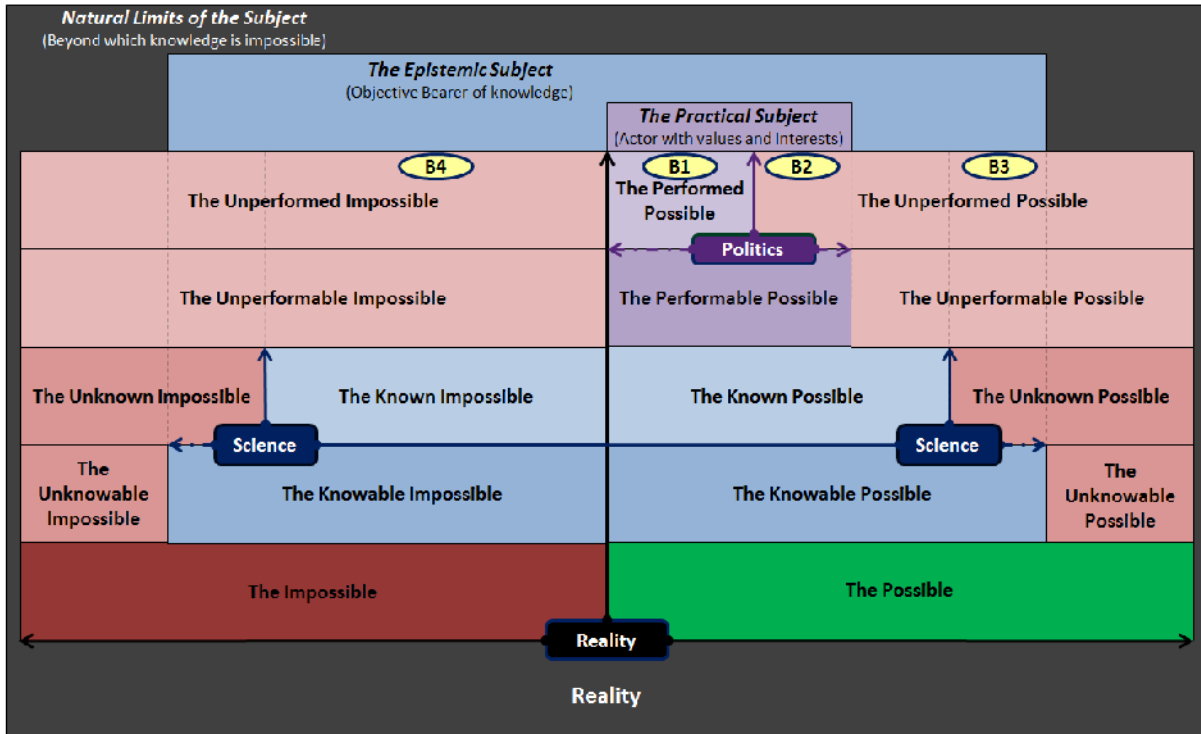 Natural Limits of the Subject
(Beyond which knowledge is impossible)
The Epistemic Subject
(Objective Bearer of knowledge)
The Practical Subject
(Actor with values and interests)
B4
B1
B2
B3
The Unperformed Impossible
The Performed
Possible
The Unperformed Possible
Politics
The Unperformable Impossible
The Performable Possible
The Unperformable Possible
The Unknown Impossible
The Known Impossible
The Known Possible
The Unknown Possible
Science
Science
The
Unknowable
Impossible
The Knowable Impossible
The Knowable Possible
The
Unknowable
Possible
The Impossible
The Possible
Reality
Reality